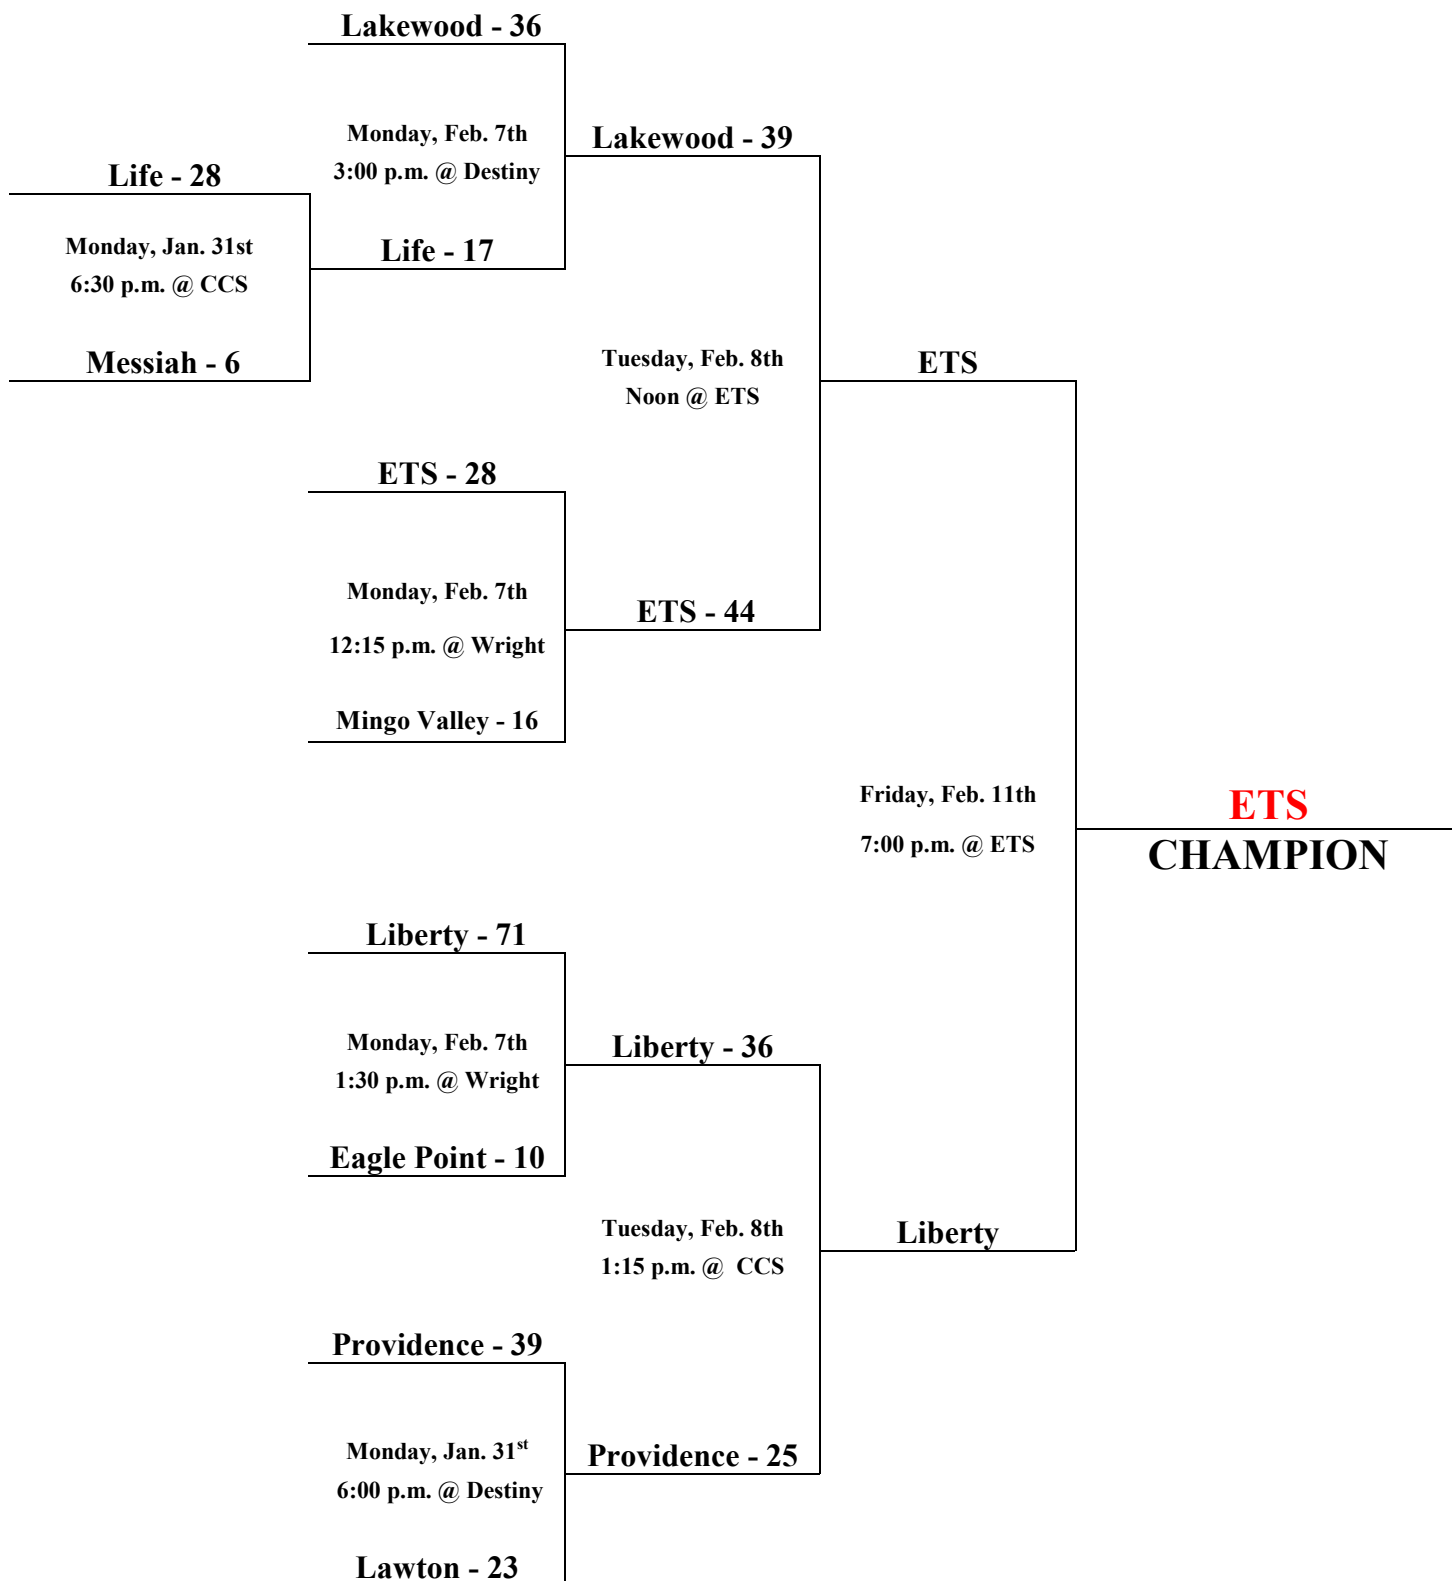 Lakewood - 36
Monday, Feb. 7th
3:00 p.m. @ Destiny
Lakewood - 39
Life - 28
Monday, Jan. 31st
6:30 p.m. @ CCS
Life - 17
Messiah - 6
Tuesday, Feb. 8th
Noon @ ETS
ETS
ETS - 28
Monday, Feb. 7th
12:15 p.m. @ Wright
ETS - 44
Mingo Valley - 16
Friday, Feb. 11th
7:00 p.m. @ ETS
ETS
CHAMPION
Liberty - 71
Monday, Feb. 7th
1:30 p.m. @ Wright
Liberty - 36
Eagle Point - 10
Tuesday, Feb. 8th
1:15 p.m. @  CCS
Liberty
Providence - 39
Monday, Jan. 31st
6:00 p.m. @ Destiny
Providence - 25
Lawton - 23